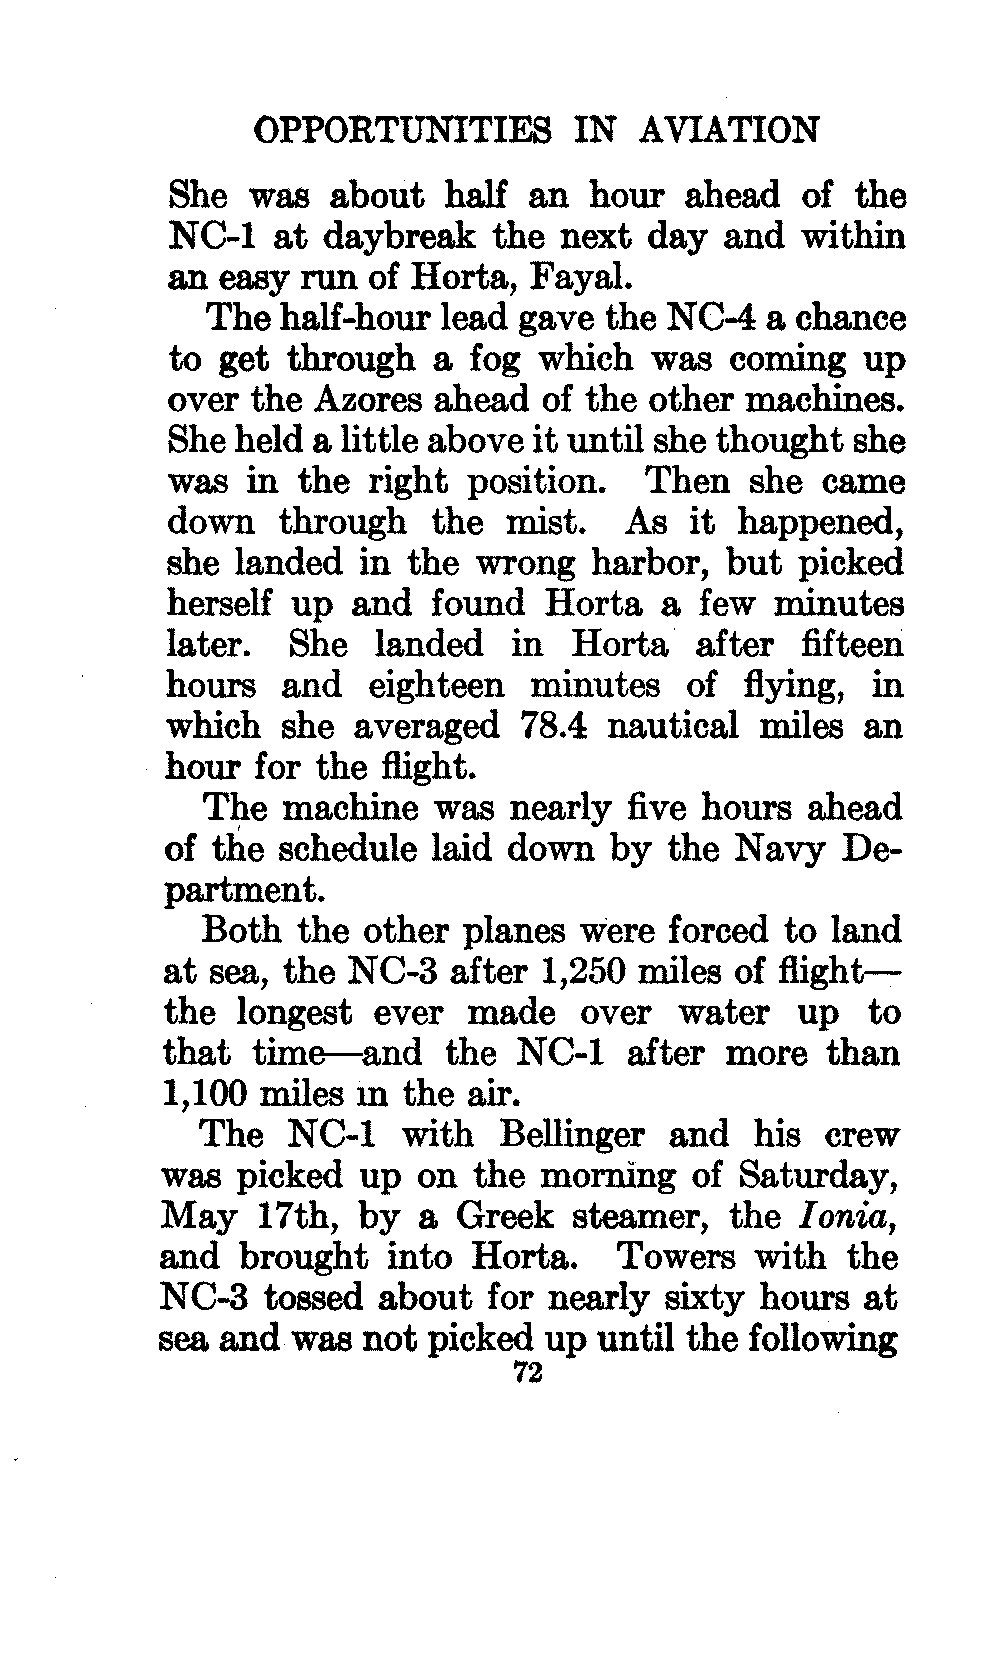 OPPORTUNITIES IN AVIATION
She was about half an hour ahead of the
NC-1 at daybreak the next day and within
an easy run of Horta, Fayal.
The half-hour lead gave the NC-4 a chance
to get through a fog which was coming up
over the Azores ahead of the other machines.
She held a little above it until she thought she
was in the right position. Then she came
down through the mist. As it happened,
she landed in the wrong harbor, but picked
herself up and found Horta a few minutes
later. She landed in Horta after fifteen
hours and eighteen minutes of flying, in
which she averaged 78.4 nautical miles an
hour for the flight.
The machine was nearly five hours ahead
of the schedule laid down by the Navy De-
partment.
Both the other planes were forced to land
at sea, the NC-3 after 1,250 miles of flight—
the longest ever made over water up to
that time—and the NC-1 after more than
1,100 miles in the air.
The NC-1 with Bellinger and his crew
was picked up on the morning of Saturday,
May 17th, by a Greek steamer, the Ionia,
and brought into Horta. Towers with the
NC-3 tossed about for nearly sixty hours at
sea and was not picked up until the following
72